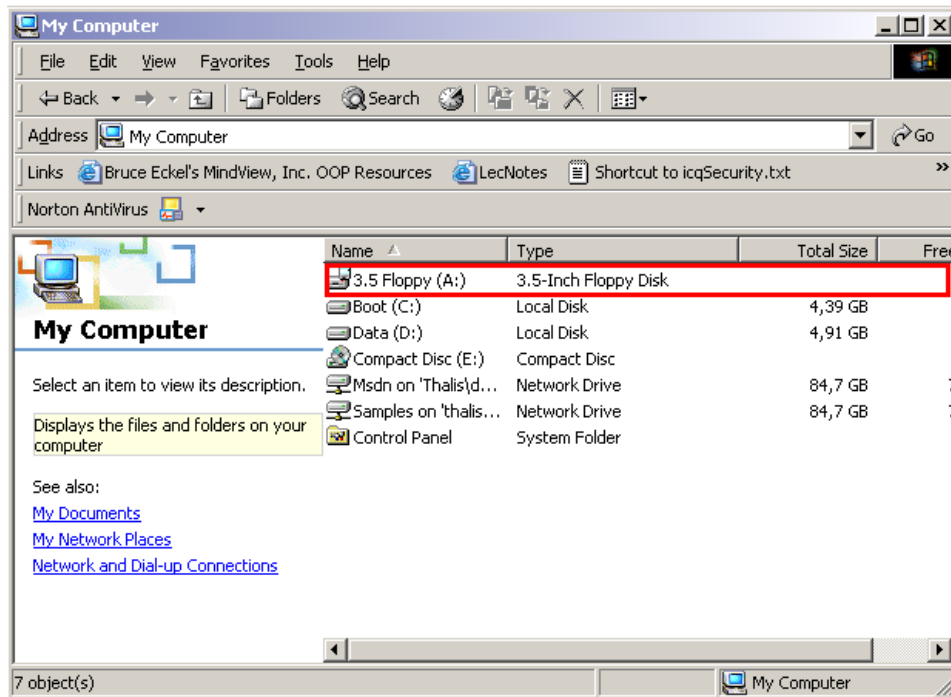 My Computer
File Edit View Favorites Tools Help
Back Folders Search
Address My Computer Go
Links Bruce Eckel's MindView, Inc. OOP Resources LecNotes Shortcut to icqSecurity.txt »
Norton AntiVirus
Name Type Total Size Free
3.5 Floppy (A:) 3.5-Inch Floppy Disk
Boot (C:) Local Disk 4,39 GB
Data (D:) Local Disk 4,91 GB
Compact Disc (E:) Compact Disc
Msdn on 'Thalis\d... Network Drive 84,7 GB
Samples on 'thalis... Network Drive 84,7 GB
Control Panel System Folder
My Computer
Select an item to view its description.
Displays the files and folders on your
computer
See also:
My Documents
My Network Places
Network and Dial-up Connections
7 object(s) My Computer